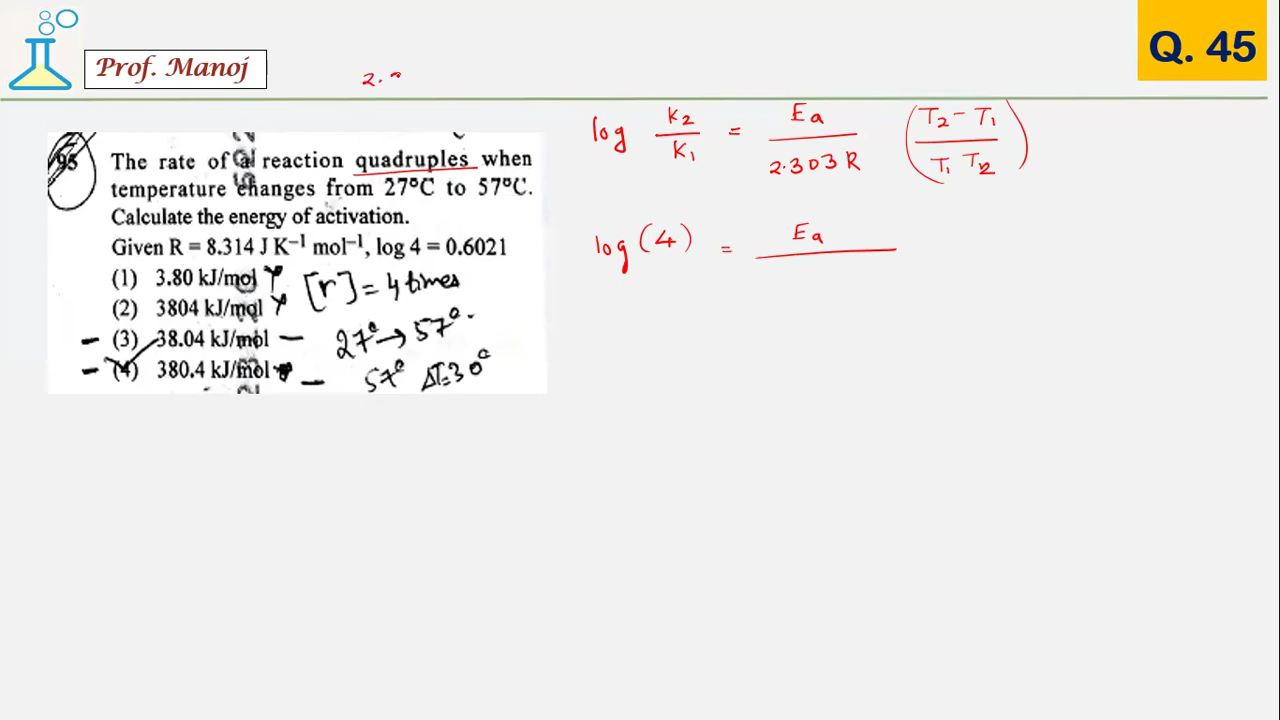 Q. 45
Prof. Manoj
log K2/K1 = Ea/2.303 R (T2 - T1/T1 T2)
log (4) = Ea
The rate of a reaction quadruples when
temperature changes from 27°C to 57°C.
Calculate the energy of activation.
Given R = 8.314 J K⁻¹ mol⁻¹, log 4 = 0.6021
(1) 3.80 kJ/mol
(2) 3804 kJ/mol
(3) 38.04 kJ/mol
(4) 380.4 kJ/mol
[r] = 4 times
27° → 57°
57° ΔT=30°